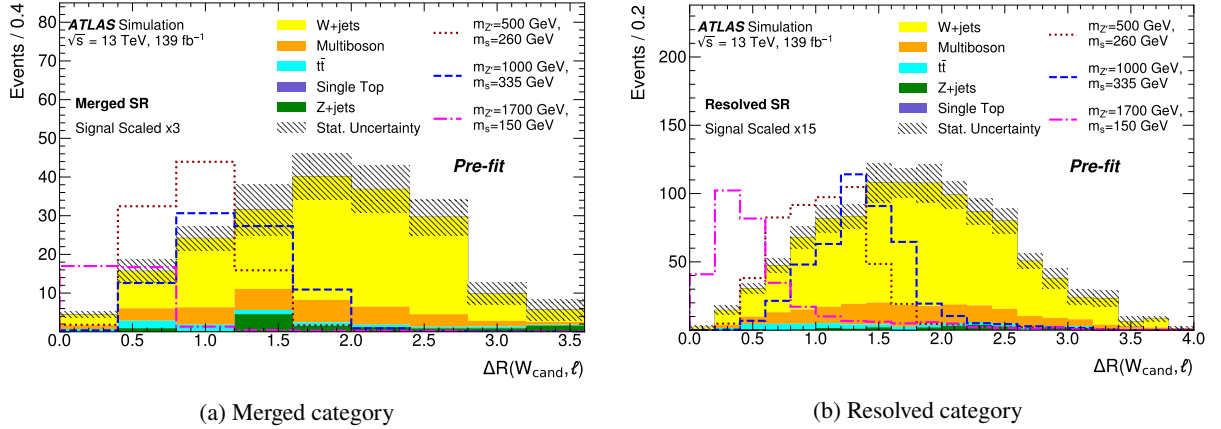 Events / 0.4
80
70
60
50
40
30
20
10
0.0 0.5 1.0 1.5 2.0 2.5 3.0 3.5
ΔR(W_cand, ℓ)
ATLAS Simulation
√s = 13 TeV, 139 fb⁻¹
Merged SR
Signal Scaled x3
W+jets
Multiboson
tt̄
Single Top
Z+jets
Stat. Uncertainty
m_Z'=500 GeV,
m_s=260 GeV
m_Z'=1000 GeV,
m_s=335 GeV
m_Z'=1700 GeV,
m_s=150 GeV
Pre-fit
(a) Merged category
Events / 0.2
200
150
100
50
0
0.0 0.5 1.0 1.5 2.0 2.5 3.0 3.5 4.0
ΔR(W_cand, ℓ)
ATLAS Simulation
√s = 13 TeV, 139 fb⁻¹
Resolved SR
Signal Scaled x15
W+jets
Multiboson
tt̄
Z+jets
Single Top
Stat. Uncertainty
m_Z'=500 GeV,
m_s=260 GeV
m_Z'=1000 GeV,
m_s=335 GeV
m_Z'=1700 GeV,
m_s=150 GeV
Pre-fit
(b) Resolved category